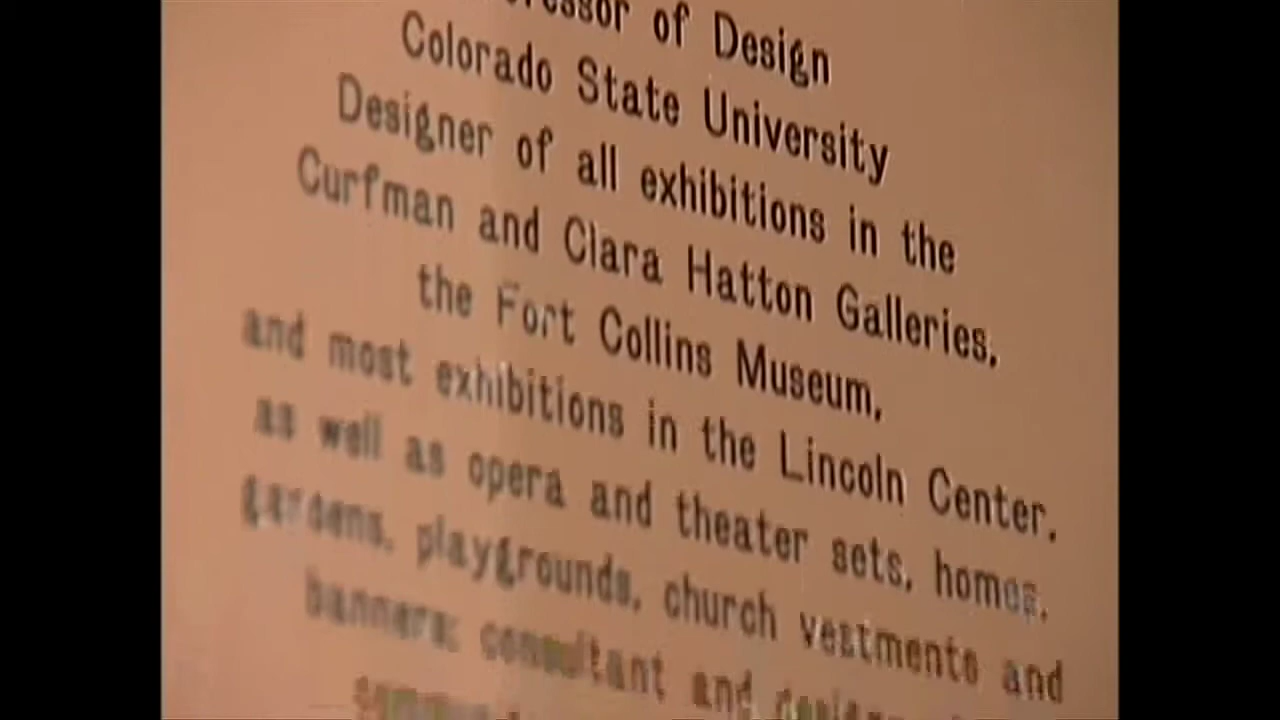 of Design
Colorado State University
Designer of all exhibitions in the
Curfman and Clara Hatton Galleries,
the Fort Collins Museum,
and most exhibitions in the Lincoln Center,
as well as opera and theater sets, homes,
gardens, playgrounds, church vestments and
banners; consultant and